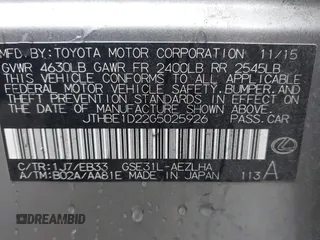 MFD. BY: TOYOTA MOTOR CORPORATION 11/15
GVWR 4630LB GAWR FR 2400LB RR 2545LB
THIS VEHICLE CONFORMS TO ALL APPLICABLE
FEDERAL MOTOR VEHICLE SAFETY, BUMPER, AND
THEFT PREVENTION STANDARDS IN EFFECT ON
THE DATE OF MANUFACTURE SHOWN ABOVE.
JTHBE1D22G5025926 PASS.CAR
C/TR:1J7/EB33 GSE31L-AEZLHA
A/TM:B02A/AA81E MADE IN JAPAN 113 A